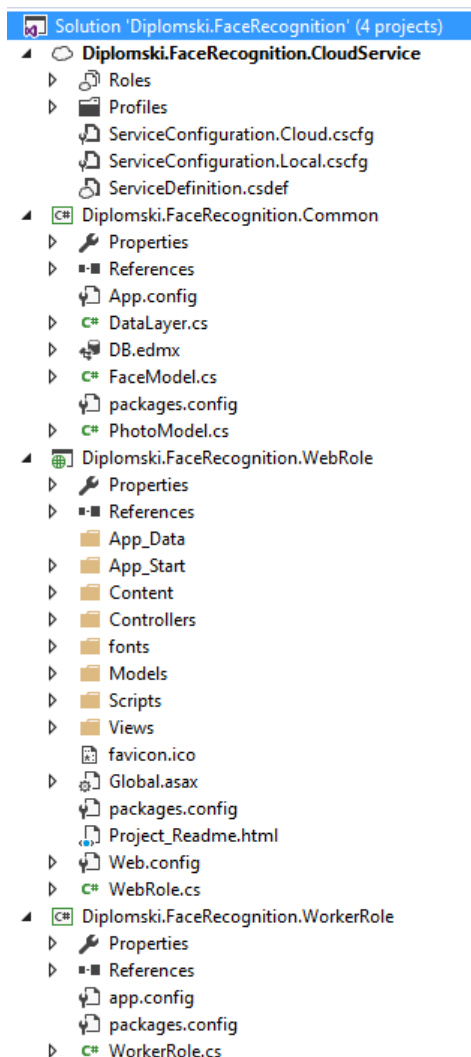 Solution 'Diplomski.FaceRecognition' (4 projects)
Diplomski.FaceRecognition.CloudService
Roles
Profiles
ServiceConfiguration.Cloud.cscfg
ServiceConfiguration.Local.cscfg
ServiceDefinition.csdef
C# Diplomski.FaceRecognition.Common
Properties
References
App.config
C# DataLayer.cs
DB.edmx
C# FaceModel.cs
packages.config
C# PhotoModel.cs
Diplomski.FaceRecognition.WebRole
Properties
References
App_Data
App_Start
Content
Controllers
fonts
Models
Scripts
Views
favicon.ico
Global.asax
packages.config
Project_Readme.html
Web.config
C# WebRole.cs
C# Diplomski.FaceRecognition.WorkerRole
Properties
References
app.config
packages.config
C# WorkerRole.cs